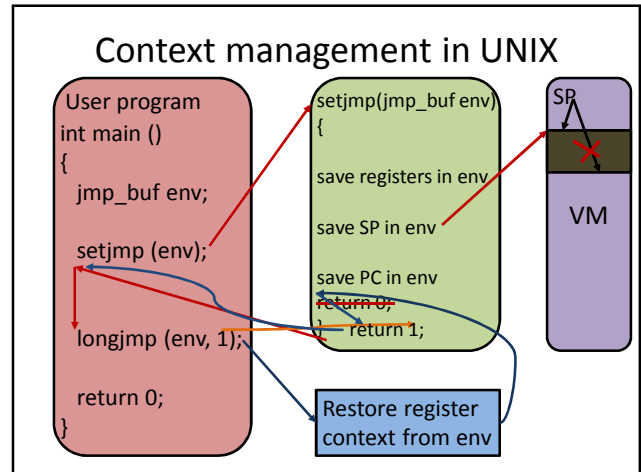 Context management in UNIX
User program
int main ()
{
jmp_buf env;
setjmp (env);
longjmp (env, 1);
return 0;
}
setjmp(jmp_buf env)
{
save registers in env
save SP in env
save PC in env
return 0;
} return 1;
Restore register
context from env
SP
VM